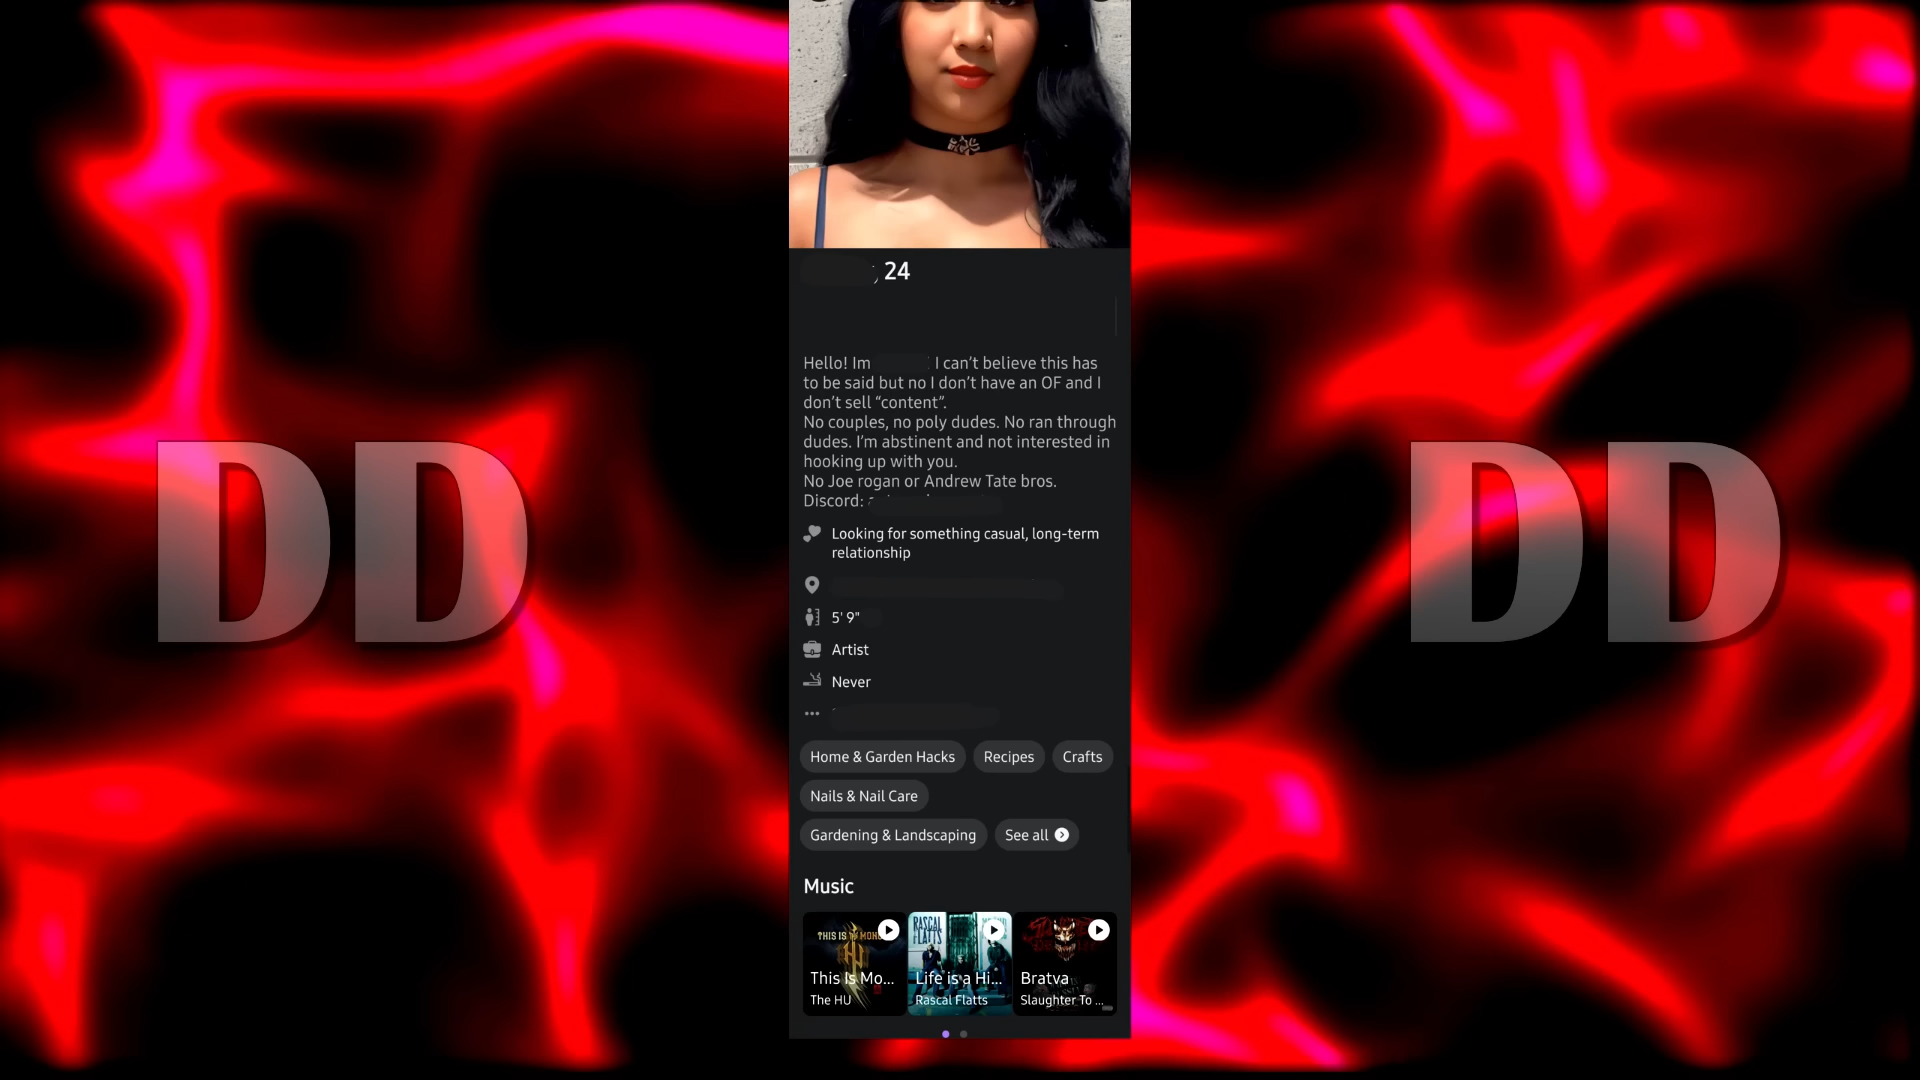 DD
DD
24
Hello! Im I can't believe this has
to be said but no I don't have an OF and I
don't sell "content".
No couples, no poly dudes. No ran through
dudes. I'm abstinent and not interested in
hooking up with you.
No Joe rogan or Andrew Tate bros.
Discord:
Looking for something casual, long-term
relationship
5' 9"
Artist
Never
Home & Garden Hacks
Recipes
Crafts
Nails & Nail Care
Gardening & Landscaping
See all
Music
THIS IS
RASCAL
FLATTS
This Is Mo...
Life is a Hi...
Bratva
The HU
Rascal Flatts
Slaughter To ...